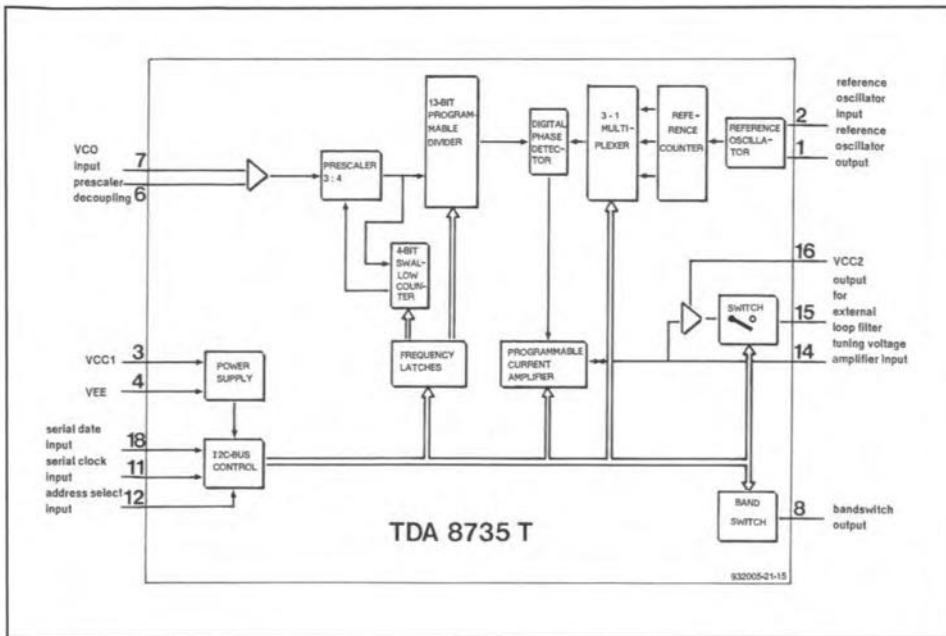 reference
oscillator
input
2
reference
oscillator
output
1
13-BIT
PROGRAM-
MABLE
DIVIDER
DIGITAL
PHASE
DETEC-
TOR
3 - 1
MULTI-
PLEXER
REFE-
RENCE
COUNTER
REFERENCE
OSCILLA-
TOR
VCO
input
7
prescaler
decoupling
6
PRESCALER
3 : 4
4-BIT
SWAL-
LOW
COUN-
TER
16
VCC2
output
for
external
loop filter
15
SWITCH
tuning voltage
amplifier input
14
VCC1
3
VEE
4
POWER
SUPPLY
FREQUENCY
LATCHES
PROGRAMMABLE
CURRENT
AMPLIFIER
serial date
input
18
serial clock
input
11
address select
input
12
I2C-BUS
CONTROL
BAND
SWITCH
8
bandswitch
output
TDA 8735 T
932005-21-15